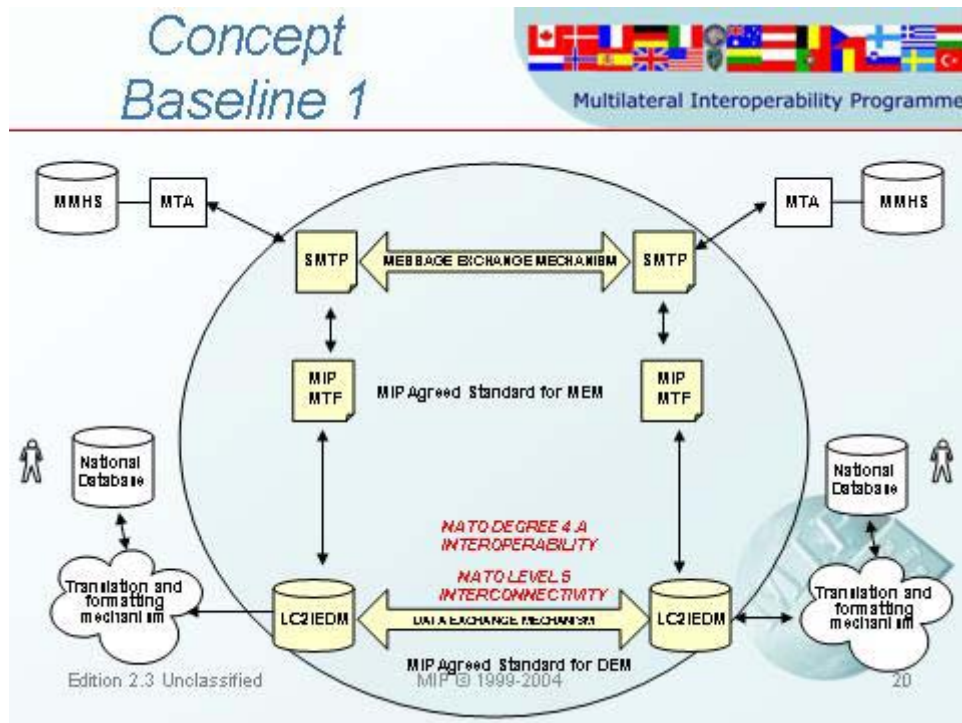 Concept
Baseline 1
Multilateral Interoperability Programme
MMHS
MTA
MTA
MMHS
SMTP
MESSAGE EXCHANGE MECHANISM
SMTP
MIP
MTF
MIP Agreed Standard for MEM
MIP
MTF
National
Database
National
Database
NATO DEGREE 4.A
INTEROPERABILITY
NATO LEVEL 5
INTERCONNECTIVITY
Translation and
formatting
mechanism
LC2IEDM
DATA EXCHANGE MECHANISM
LC2IEDM
Translation and
formatting
mechanism
MIP Agreed Standard for DEM
Edition 2.3 Unclassified
MIP © 1999-2004
20